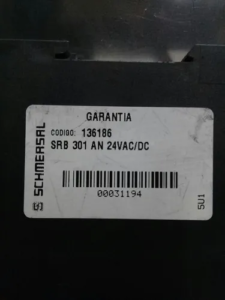 GARANTIA
CODIGO: 136186
SRB 301 AN 24VAC/DC
00031194
SCHMERSAL
SU1